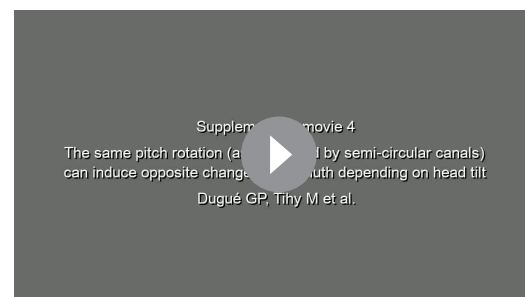 Supplem movie 4
The same pitch rotation (a d by semi-circular canals)
can induce opposite change uth depending on head tilt
Dugué GP, Tihy M et al.